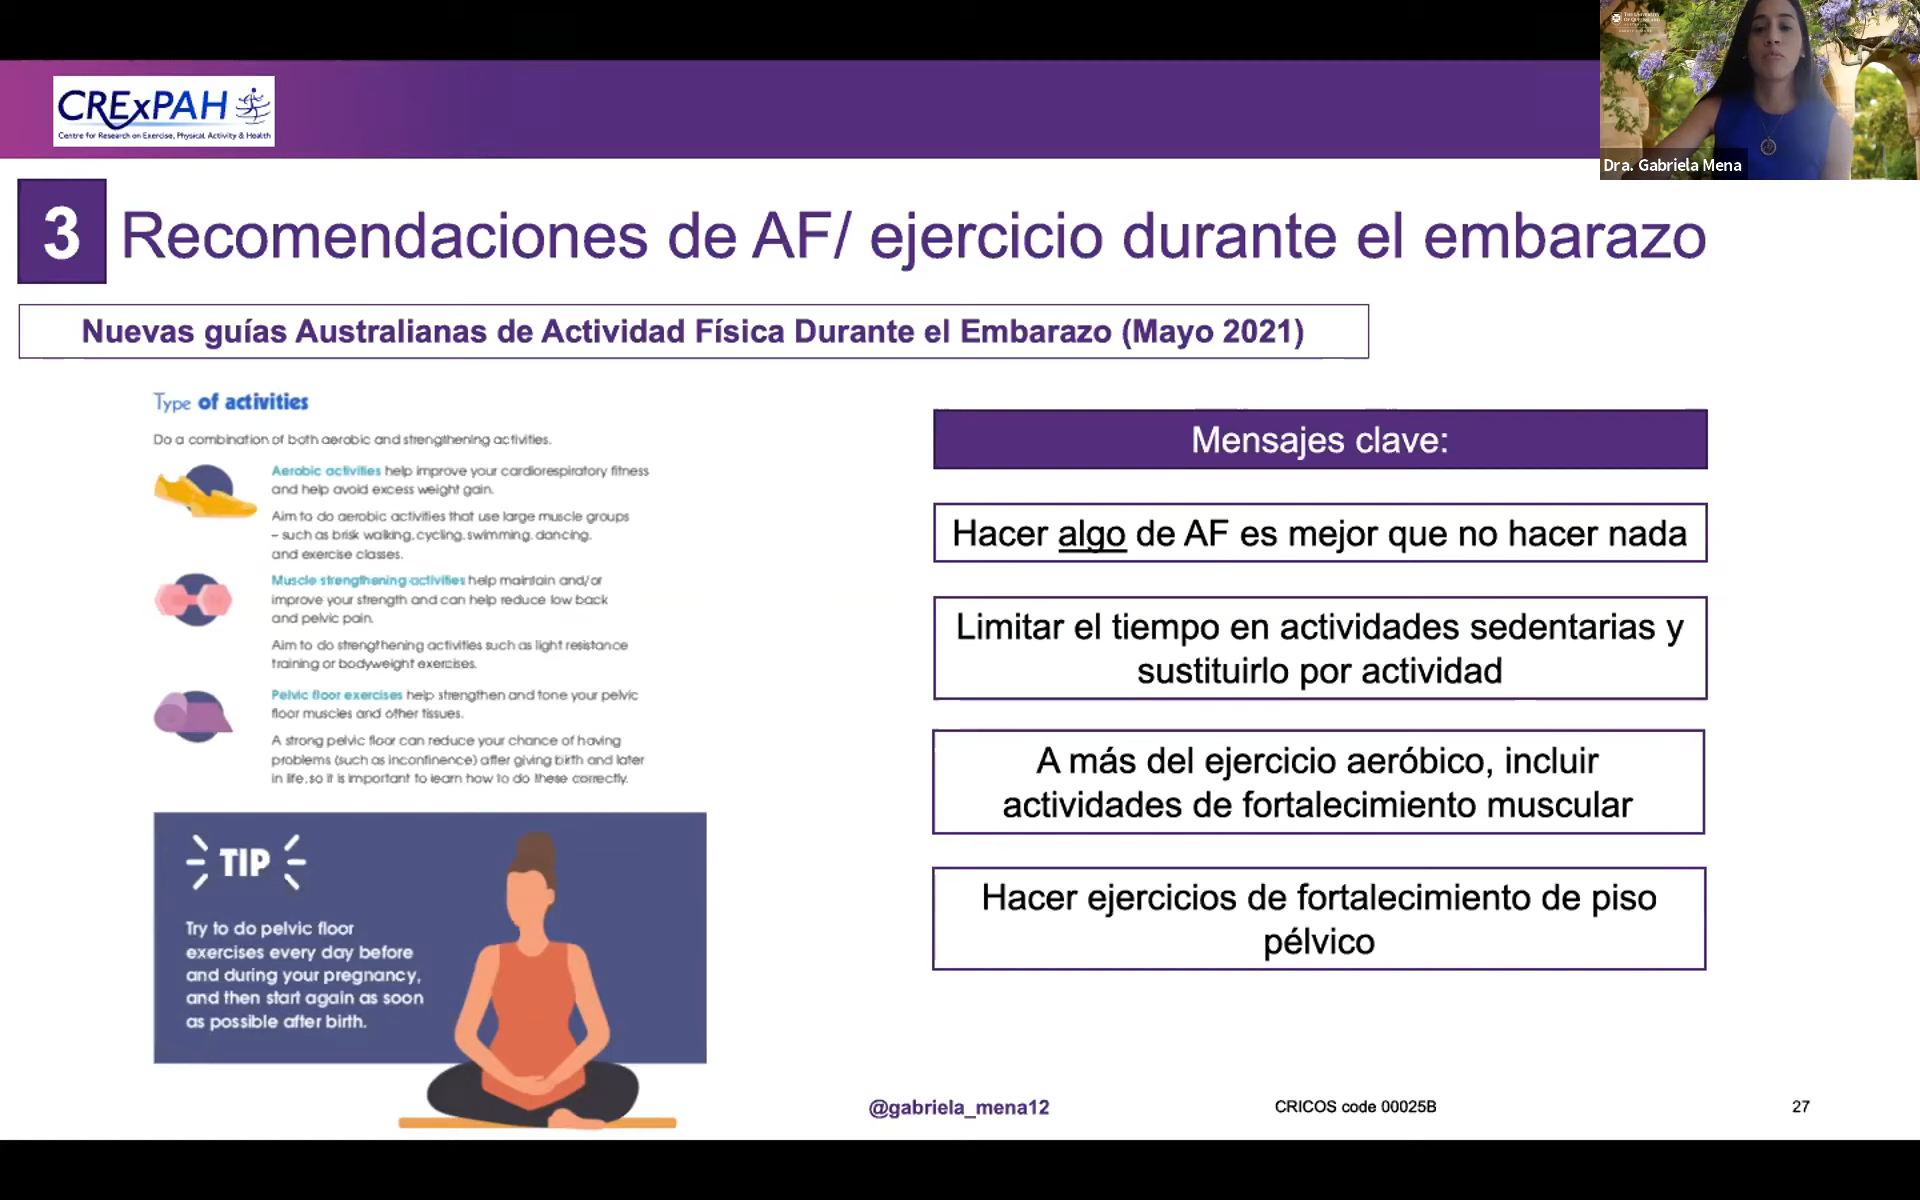 CRExPAH
Centre for Research on Exercise, Physical Activity & Health
Dra. Gabriela Mena
3 Recomendaciones de AF/ ejercicio durante el embarazo
Nuevas guías Australianas de Actividad Física Durante el Embarazo (Mayo 2021)
Type of activities
Do a combination of both aerobic and strengthening activities.
Aerobic activities help improve your cardiorespiratory fitness
and help avoid excess weight gain.
Aim to do aerobic activities that use large muscle groups
– such as brisk walking, cycling, swimming, dancing,
and exercise classes.
Muscle strengthening activities help maintain and/or
improve your strength and can help reduce low back
and pelvic pain.
Aim to do strengthening activities such as light resistance
training or bodyweight exercises.
Pelvic floor exercises help strengthen and tone your pelvic
floor muscles and other tissues.
A strong pelvic floor can reduce your chance of having
problems (such as incontinence) after giving birth and later
in life, so it is important to learn how to do these correctly.
TIP
Try to do pelvic floor
exercises every day before
and during your pregnancy,
and then start again as soon
as possible after birth.
Mensajes clave:
Hacer algo de AF es mejor que no hacer nada
Limitar el tiempo en actividades sedentarias y
sustituirlo por actividad
A más del ejercicio aeróbico, incluir
actividades de fortalecimiento muscular
Hacer ejercicios de fortalecimiento de piso
pélvico
@gabriela_mena12
CRICOS code 00025B
27